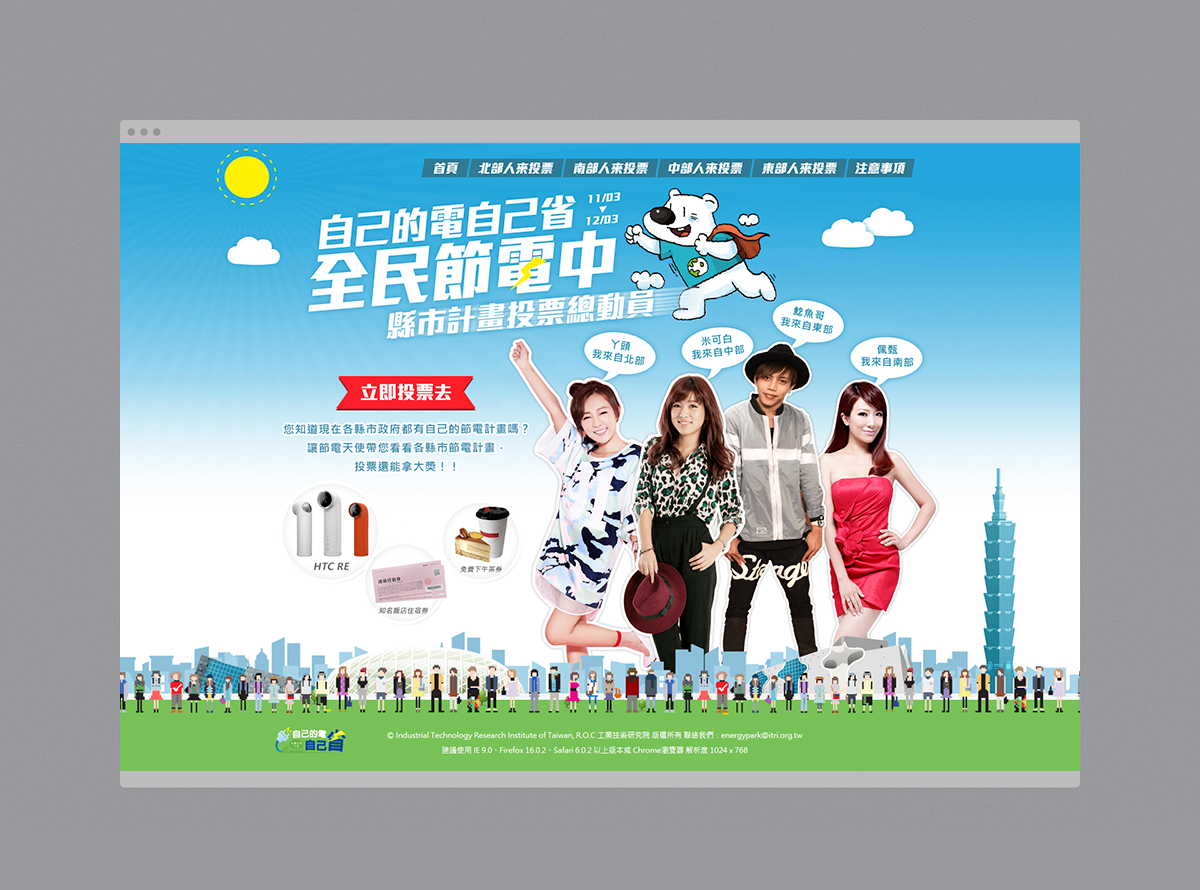 首頁 北部人來投票 南部人來投票 中部人來投票 東部人來投票 注意事項
自己的電自己省
11/03
12/03
全民節電中
縣市計畫投票總動員
鯰魚哥
我來自東部
丫頭
我來自北部
米可白
我來自中部
佩甄
我來自南部
立即投票去
您知道現在各縣市政府都有自己的節電計畫嗎？
讓節電天使帶您看看各縣市節電計畫，
投票還能拿大獎！！
HTC RE
知名飯店住宿券
免費下午茶券
Stooge
自己的電
自己省
© Industrial Technology Research Institute of Taiwan, R.O.C 工業技術研究院 版權所有 聯絡我們：energypark@itri.org.tw
建議使用 IE 9.0、Firefox 16.0.2、Safari 6.0.2 以上版本或 Chrome瀏覽器 解析度 1024 x 768